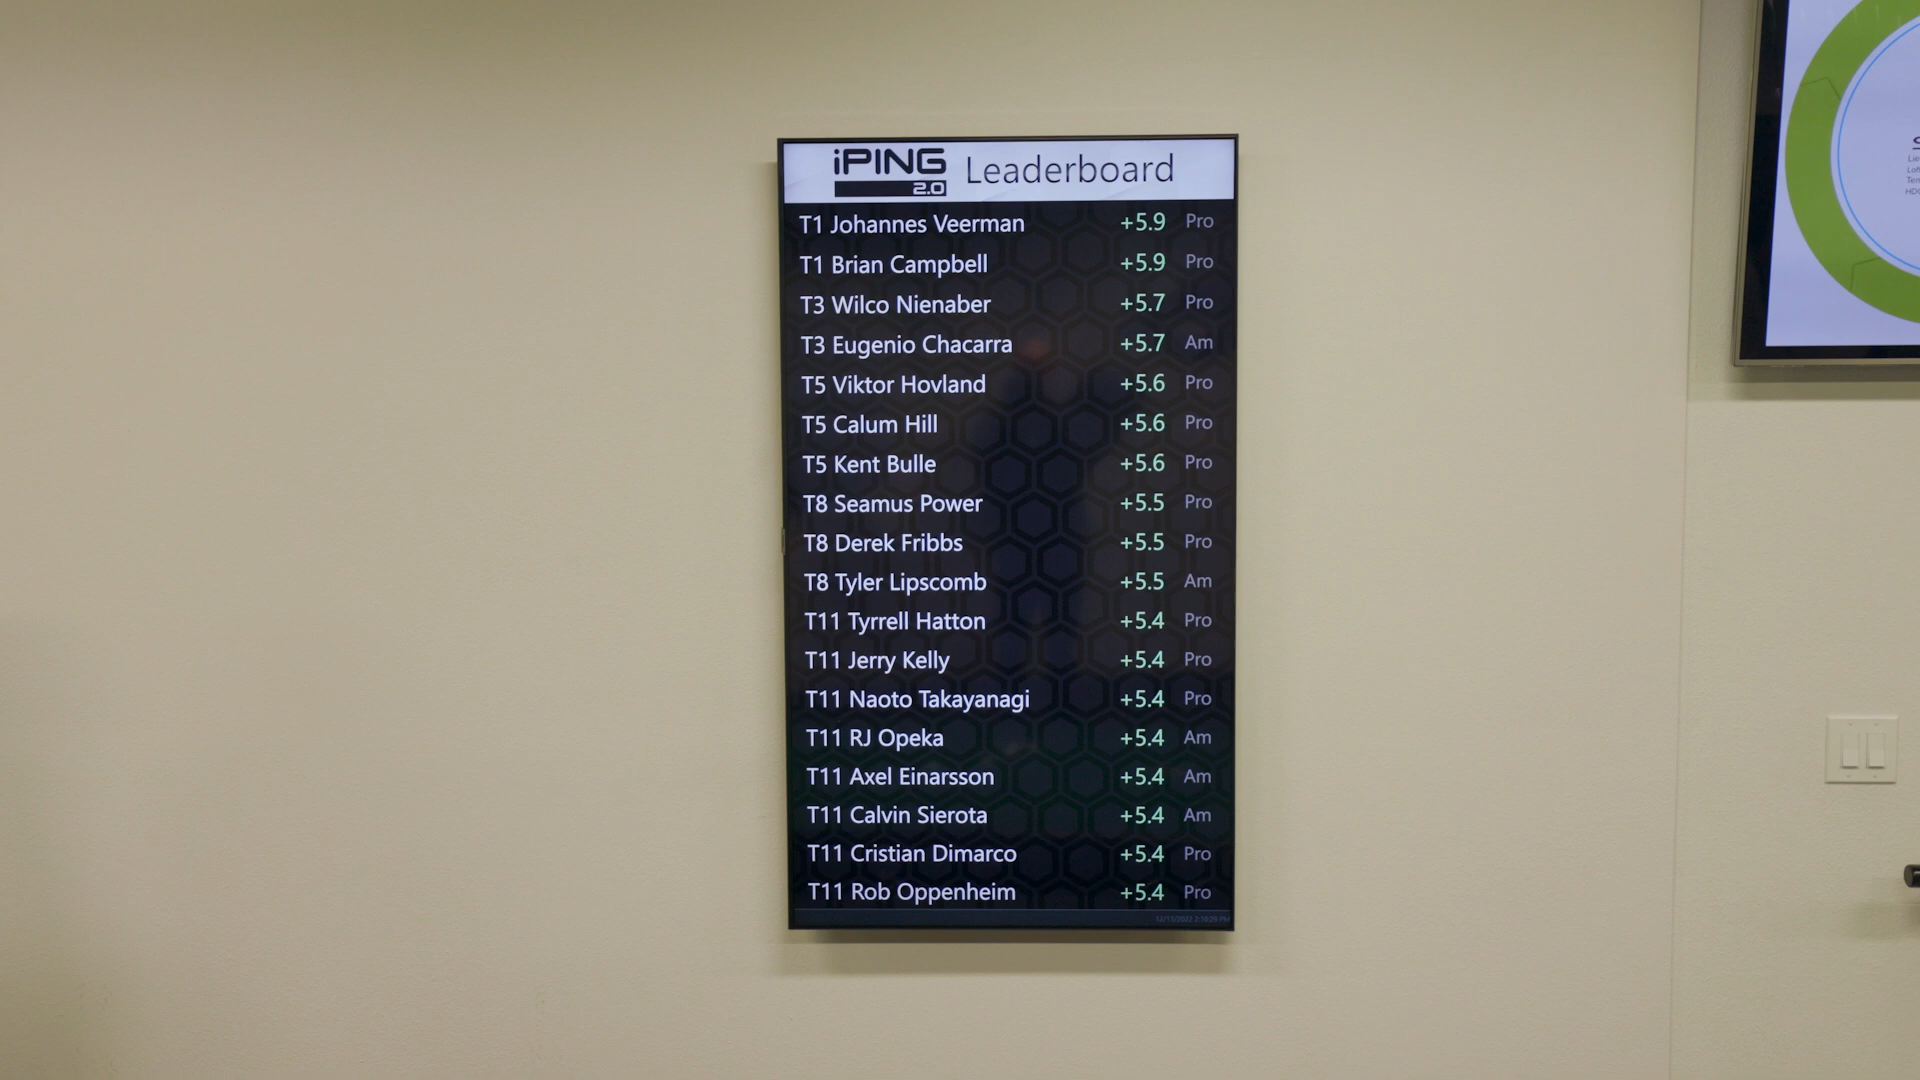 iPING 2.0 Leaderboard
T1 Johannes Veerman +5.9 Pro
T1 Brian Campbell +5.9 Pro
T3 Wilco Nienaber +5.7 Pro
T3 Eugenio Chacarra +5.7 Am
T5 Viktor Hovland +5.6 Pro
T5 Calum Hill +5.6 Pro
T5 Kent Bulle +5.6 Pro
T8 Seamus Power +5.5 Pro
T8 Derek Fribbs +5.5 Pro
T8 Tyler Lipscomb +5.5 Am
T11 Tyrrell Hatton +5.4 Pro
T11 Jerry Kelly +5.4 Pro
T11 Naoto Takayanagi +5.4 Pro
T11 RJ Opeka +5.4 Am
T11 Axel Einarsson +5.4 Am
T11 Calvin Sierota +5.4 Am
T11 Cristian Dimarco +5.4 Pro
T11 Rob Oppenheim +5.4 Pro